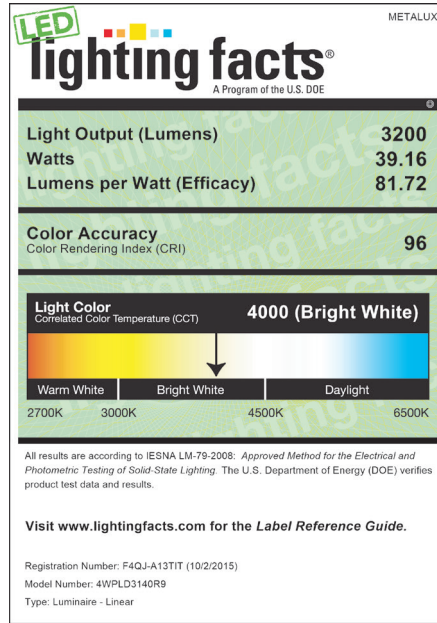 METALUX
LED
lighting facts®
A Program of the U.S. DOE
Light Output (Lumens) 3200
Watts 39.16
Lumens per Watt (Efficacy) 81.72
Color Accuracy
Color Rendering Index (CRI) 96
Light Color
Correlated Color Temperature (CCT) 4000 (Bright White)
Warm White Bright White Daylight
2700K 3000K 4500K 6500K
All results are according to IESNA LM-79-2008: Approved Method for the Electrical and
Photometric Testing of Solid-State Lighting. The U.S. Department of Energy (DOE) verifies
product test data and results.
Visit www.lightingfacts.com for the Label Reference Guide.
Registration Number: F4QJ-A13TIT (10/2/2015)
Model Number: 4WPLD3140R9
Type: Luminaire - Linear